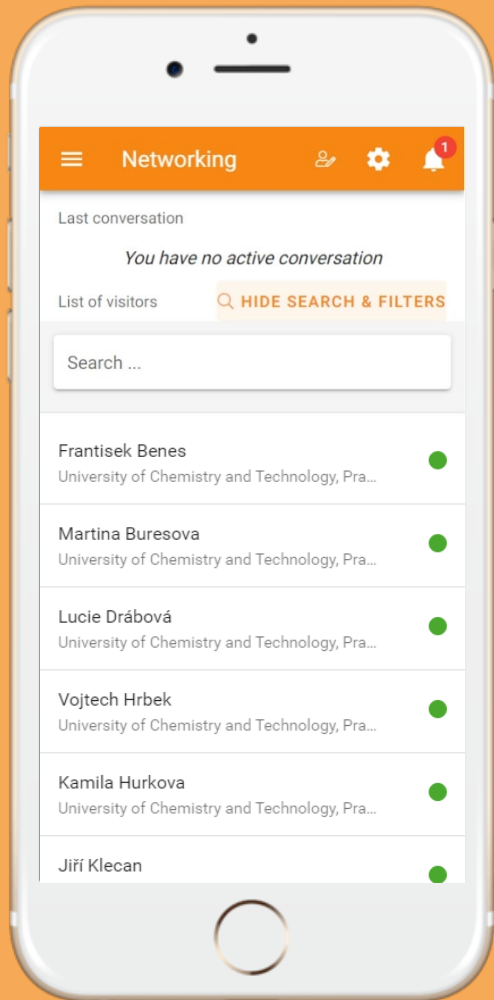 Networking
1
Last conversation
You have no active conversation
List of visitors
HIDE SEARCH & FILTERS
Search ...
Frantisek Benes
University of Chemistry and Technology, Pra...
Martina Buresova
University of Chemistry and Technology, Pra...
Lucie Drábová
University of Chemistry and Technology, Pra...
Vojtech Hrbek
University of Chemistry and Technology, Pra...
Kamila Hurkova
University of Chemistry and Technology, Pra...
Jiří Klecan